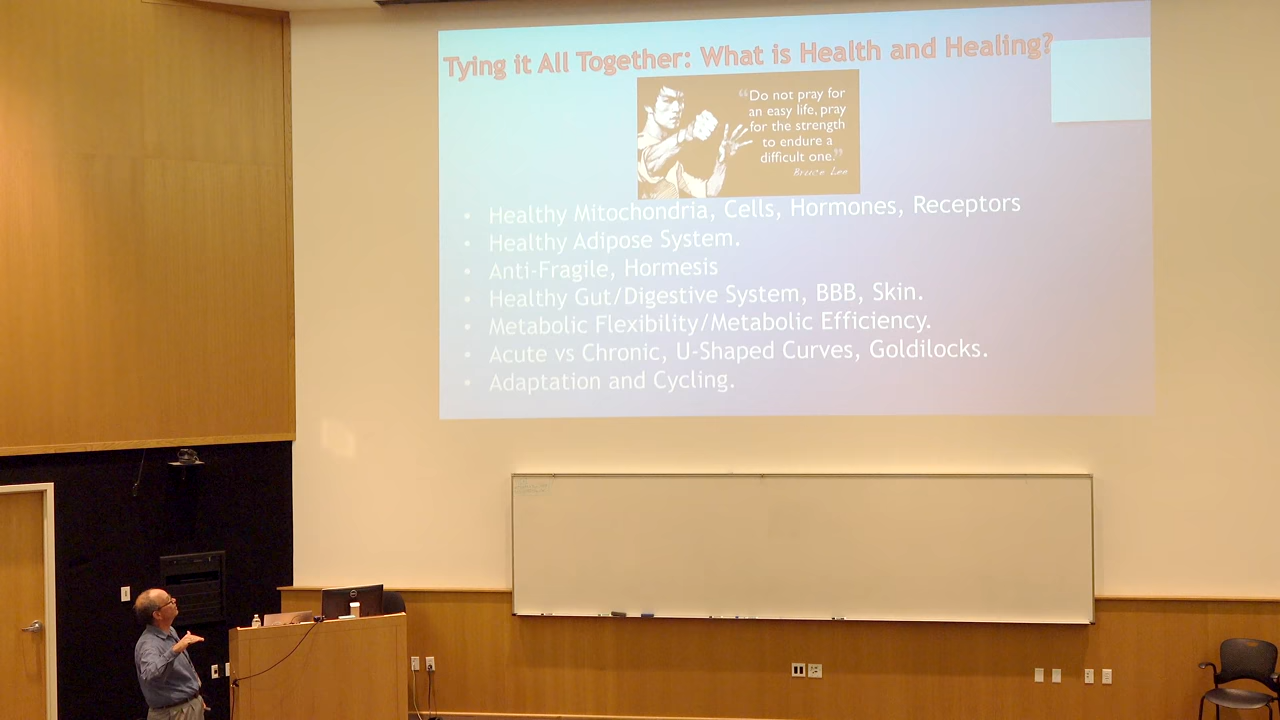 Tying it All Together: What is Health and Healing?
“Do not pray for
an easy life, pray
for the strength
to endure a
difficult one.”
Bruce Lee
• Healthy Mitochondria, Cells, Hormones, Receptors
• Healthy Adipose System.
• Anti-Fragile, Hormesis
• Healthy Gut/Digestive System, BBB, Skin.
• Metabolic Flexibility/Metabolic Efficiency.
• Acute vs Chronic, U-Shaped Curves, Goldilocks.
• Adaptation and Cycling.
DELL